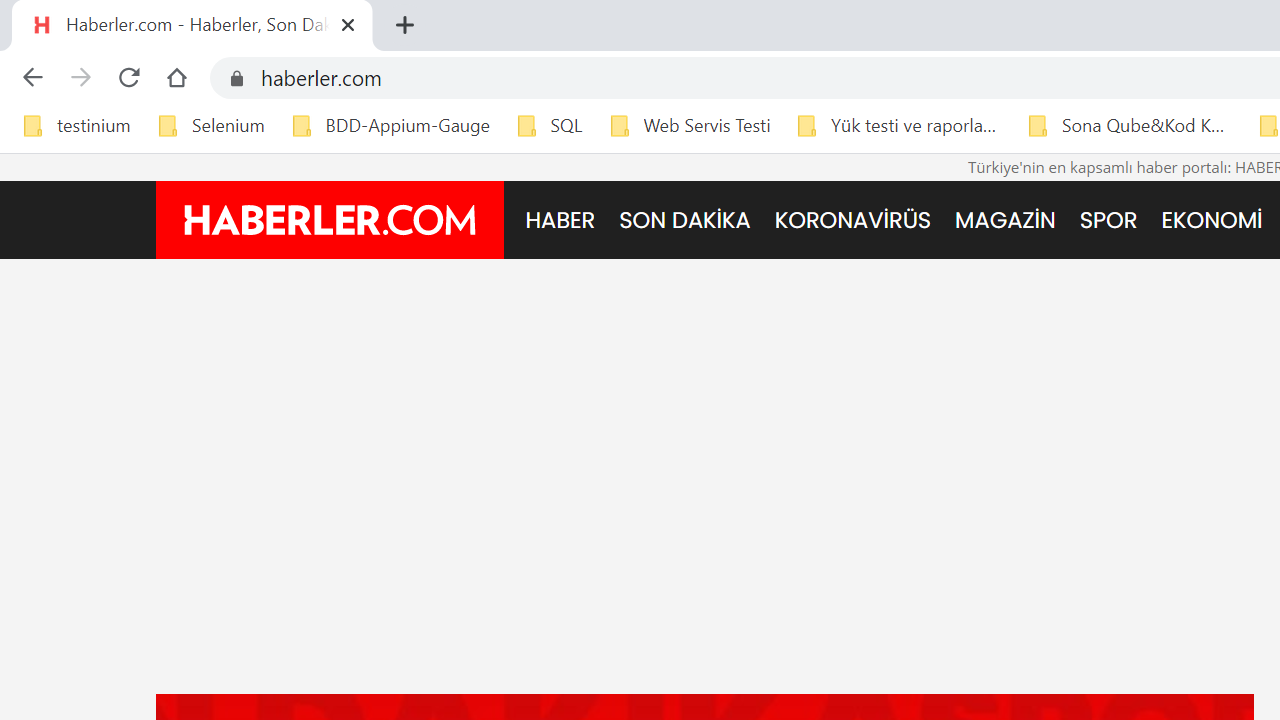 Haberler.com - Haberler, Son Dak
haberler.com
testinium Selenium BDD-Appium-Gauge SQL Web Servis Testi Yük testi ve raporla... Sona Qube&Kod K...
Türkiye'nin en kapsamlı haber portalı: HABER
HABERLER.COM HABER SON DAKİKA KORONAVİRÜS MAGAZİN SPOR EKONOMİ